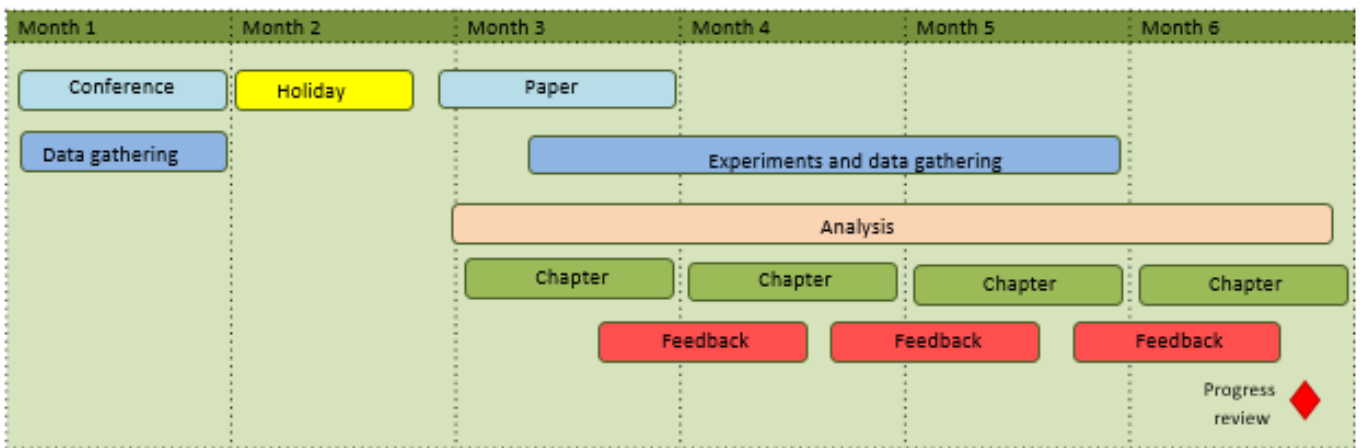 Month 1 Month 2 Month 3 Month 4 Month 5 Month 6
Conference Holiday Paper
Data gathering Experiments and data gathering
Analysis
Chapter Chapter Chapter Chapter
Feedback Feedback Feedback
Progress
review